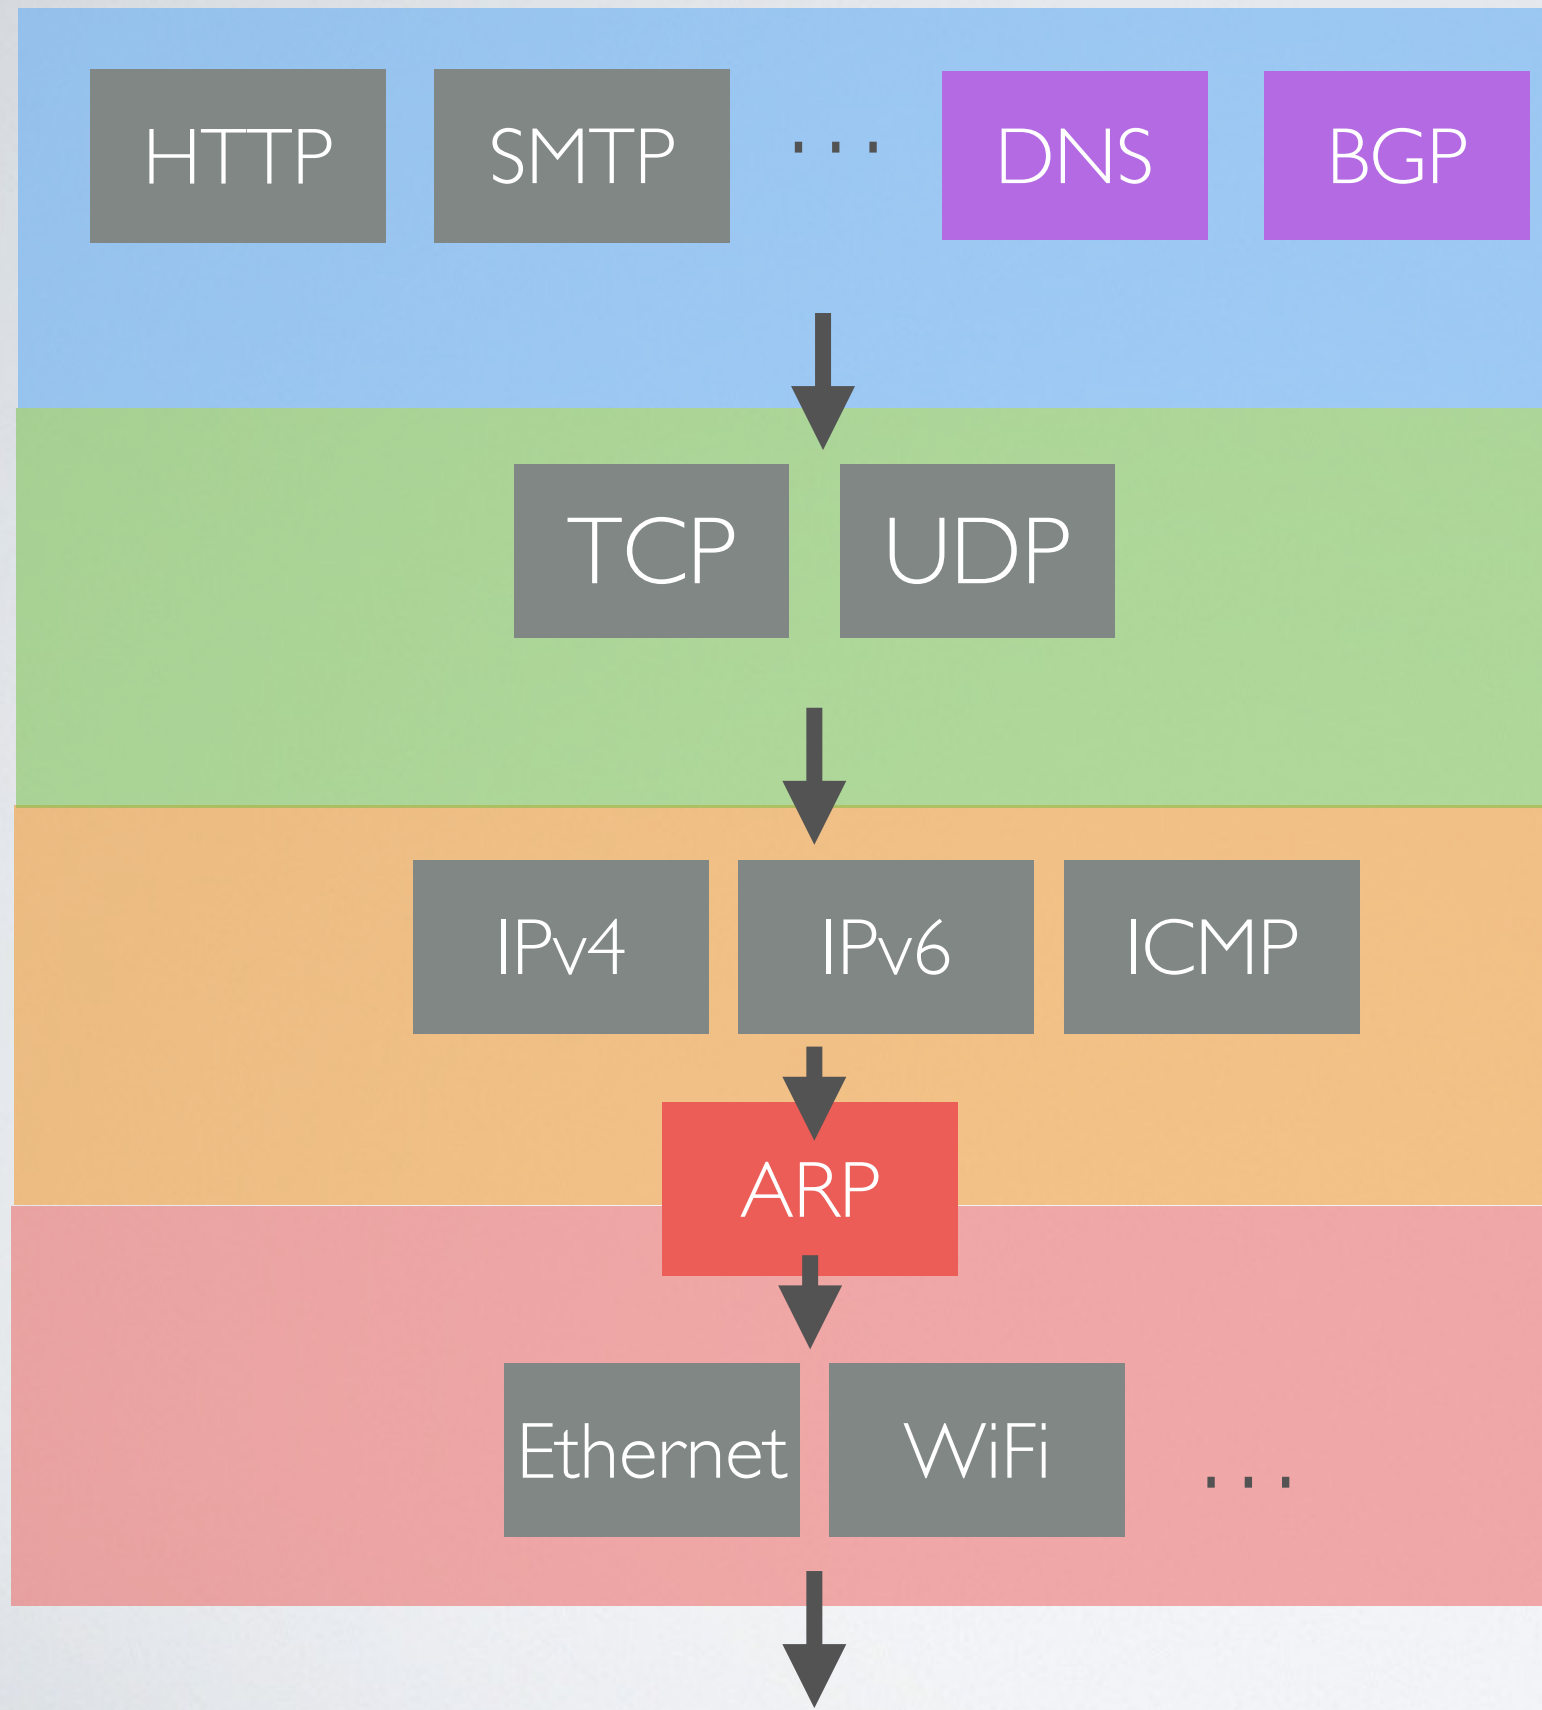 HTTP SMTP ... DNS BGP
TCP UDP
IPv4 IPv6 ICMP
ARP
Ethernet WiFi ...